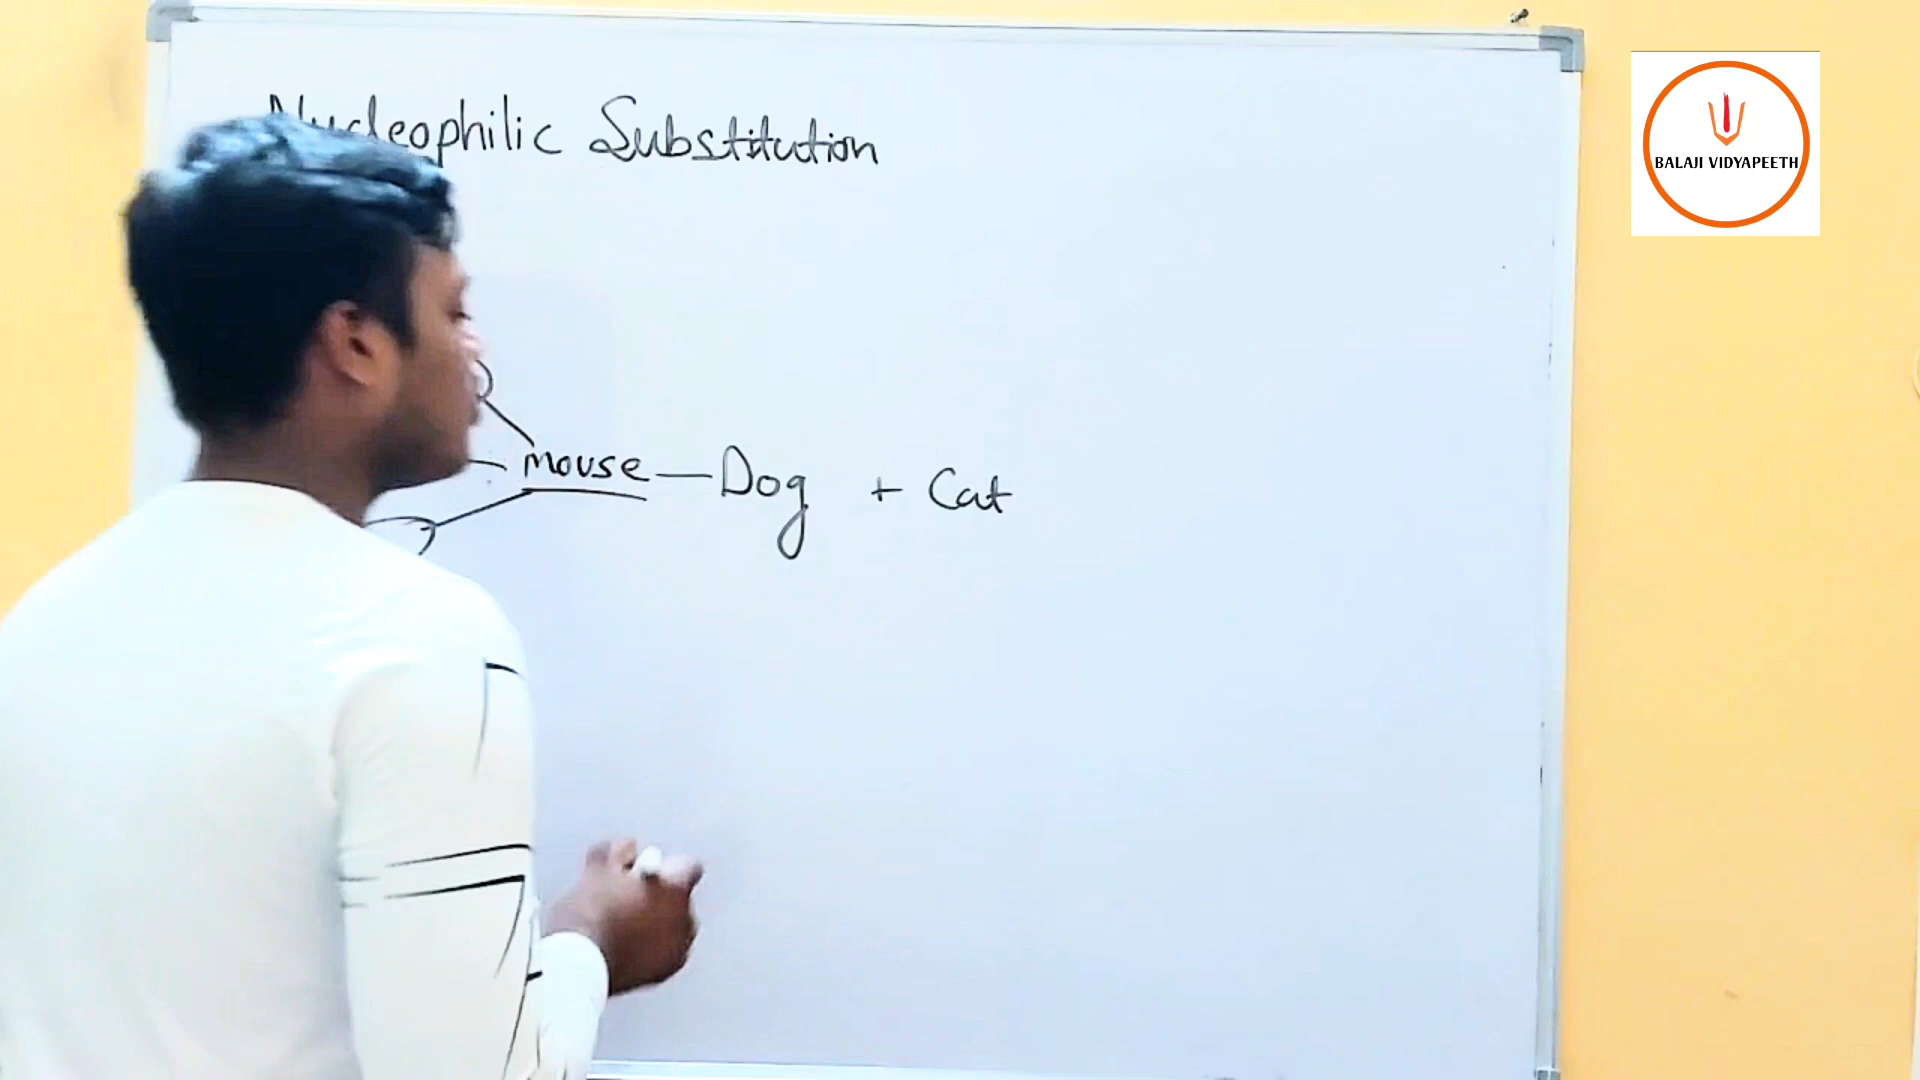 Nucleophilic Substitution
BALAJI VIDYAPEETH
mouse — Dog + Cat